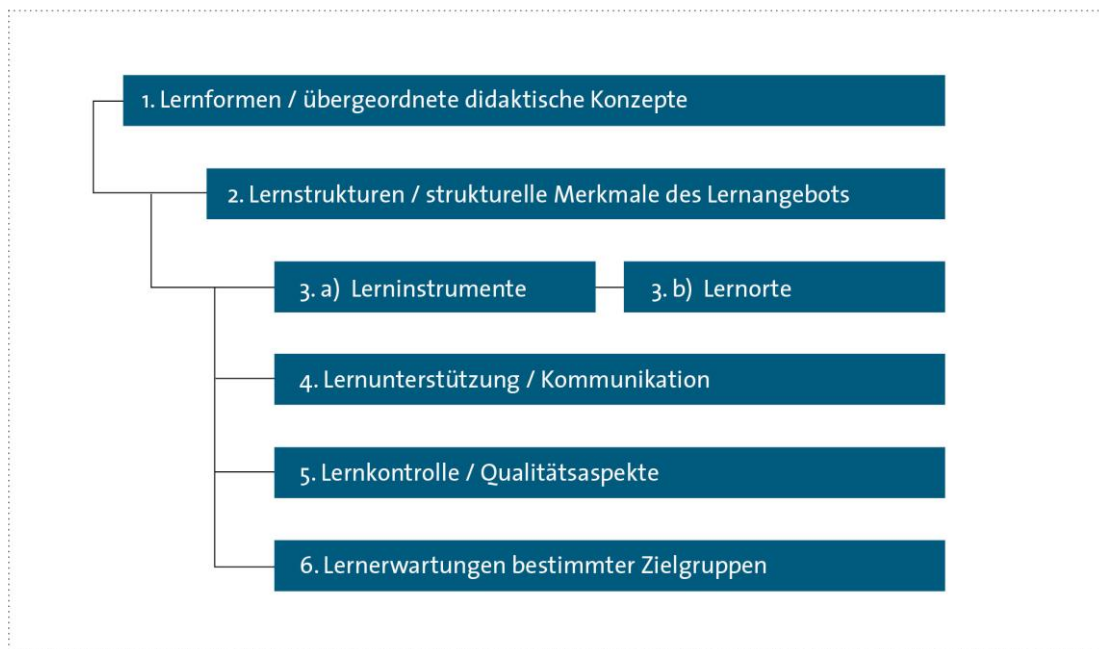 1. Lernformen / übergeordnete didaktische Konzepte
2. Lernstrukturen / strukturelle Merkmale des Lernangebots
3. a) Lerninstrumente
3. b) Lernorte
4. Lernunterstützung / Kommunikation
5. Lernkontrolle / Qualitätsaspekte
6. Lernerwartungen bestimmter Zielgruppen